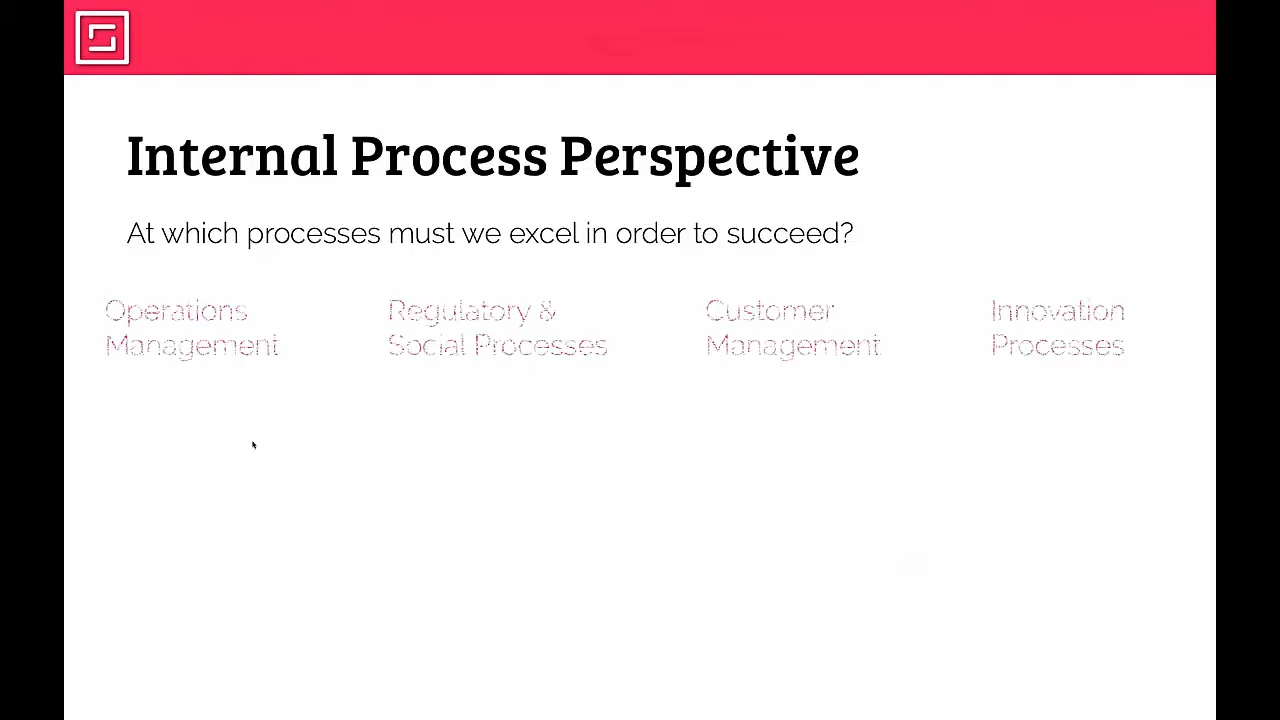 Internal Process Perspective
At which processes must we excel in order to succeed?
Operations
Management
Regulatory &
Social Processes
Customer
Management
Innovation
Processes